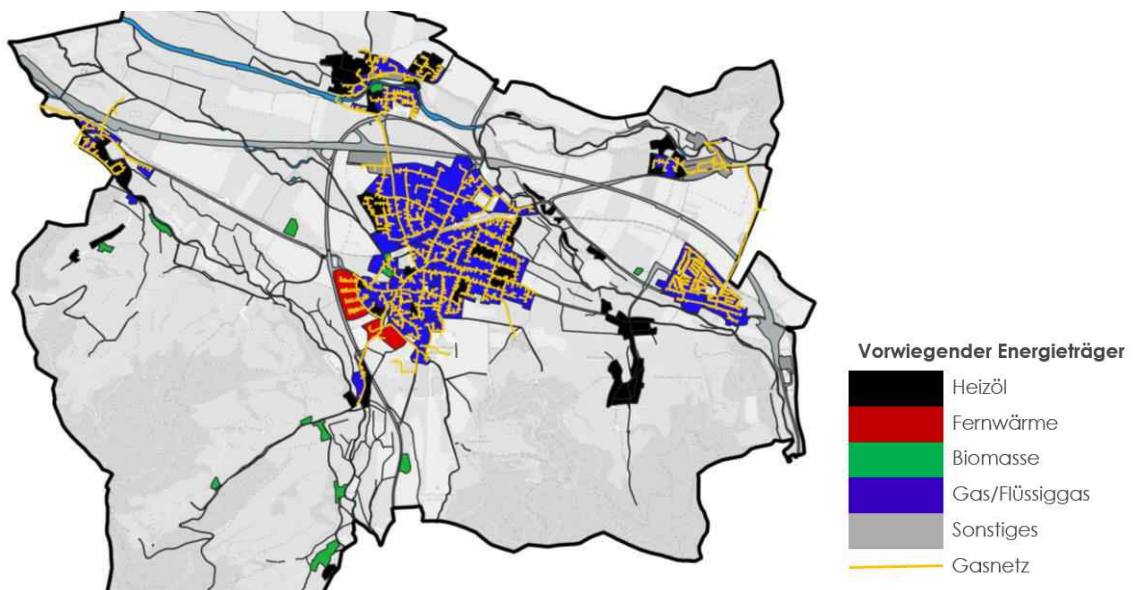 Vorwiegender Energieträger
Heizöl
Fernwärme
Biomasse
Gas/Flüssiggas
Sonstiges
Gasnetz